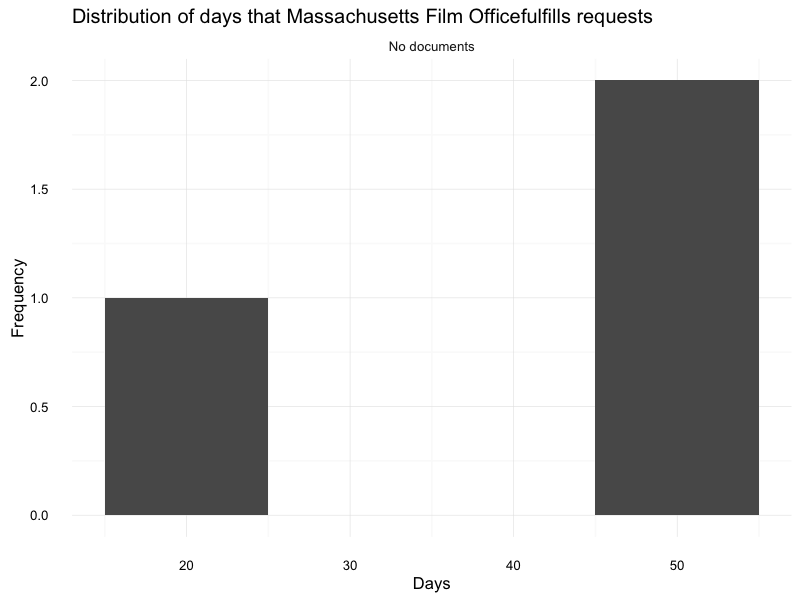 Distribution of days that Massachusetts Film Officefulfills requests
No documents
2.0
1.5
1.0
0.5
0.0
Frequency
20 30 40 50
Days